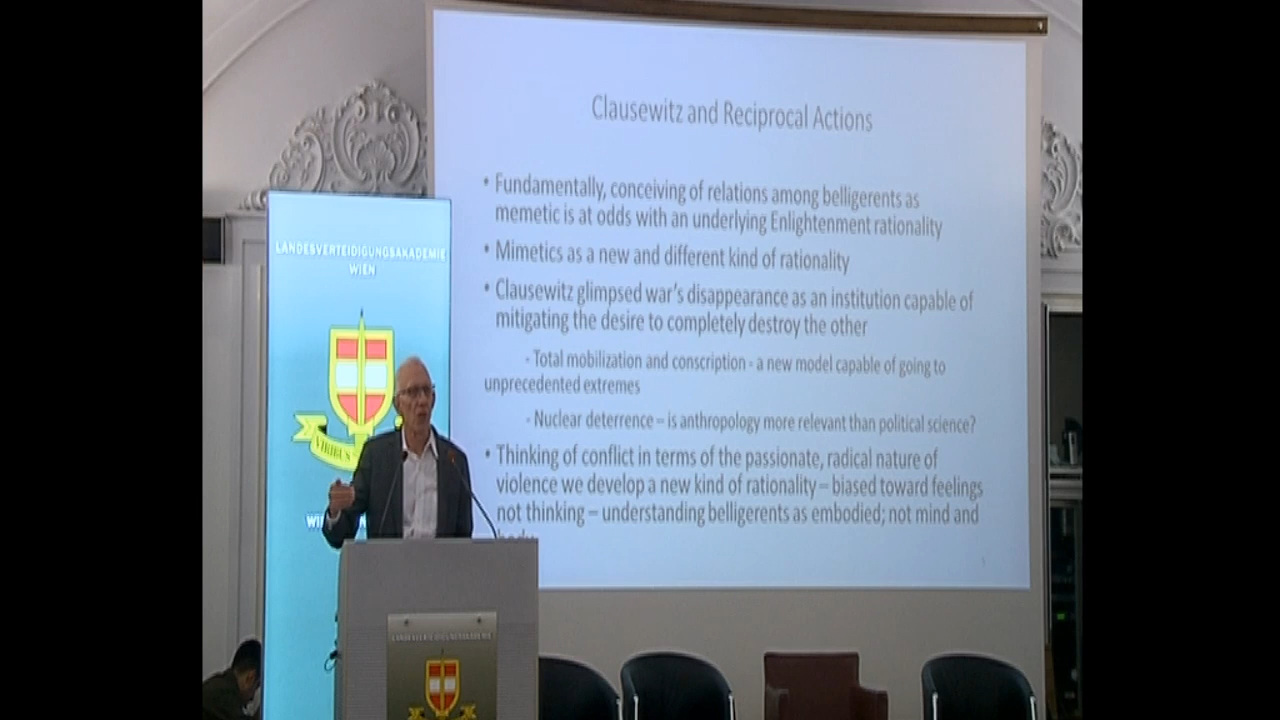 Clausewitz and Reciprocal Actions
• Fundamentally, conceiving of relations among belligerents as
memetic is at odds with an underlying Enlightenment rationality
• Mimetics as a new and different kind of rationality
• Clausewitz glimpsed war's disappearance as an institution capable of
mitigating the desire to completely destroy the other
- Total mobilization and conscription - a new model capable of going to
unprecedented extremes
- Nuclear deterrence – is anthropology more relevant than political science?
• Thinking of conflict in terms of the passionate, radical nature of
violence we develop a new kind of rationality – biased toward feelings
not thinking – understanding belligerents as embodied; not mind and
LANDESVERTEIDIGUNGSAKADEMIE
WIEN
VIRIBUS
LANDESVERTEIDIGUNGSAKADEMIE